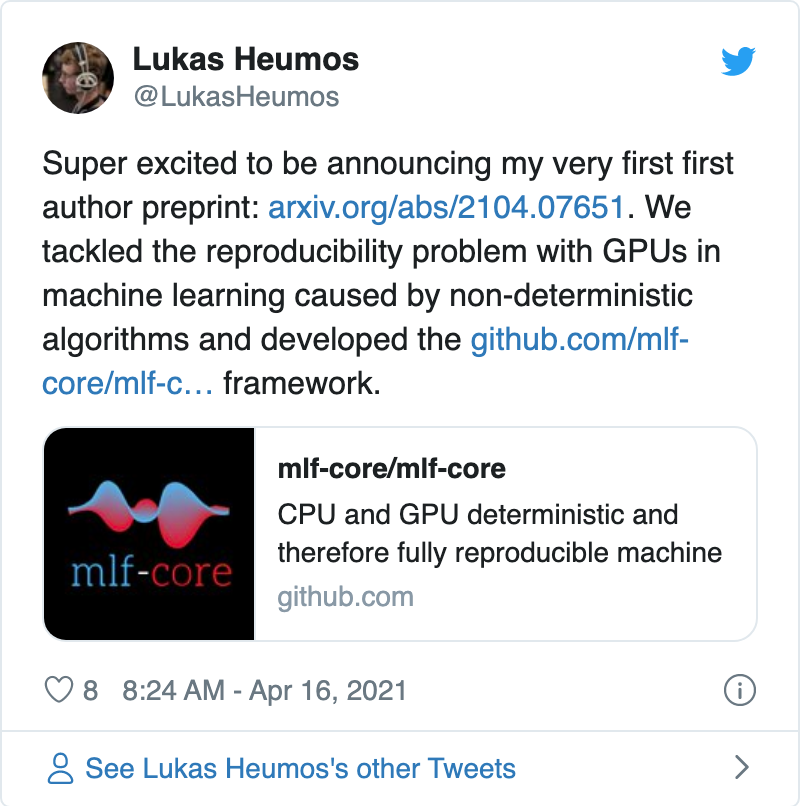 Lukas Heumos
@LukasHeumos
Super excited to be announcing my very first first
author preprint: arxiv.org/abs/2104.07651. We
tackled the reproducibility problem with GPUs in
machine learning caused by non-deterministic
algorithms and developed the github.com/mlf-
core/mlf-c… framework.
mlf-core
mlf-core/mlf-core
CPU and GPU deterministic and
therefore fully reproducible machine
github.com
8 8:24 AM - Apr 16, 2021
See Lukas Heumos's other Tweets